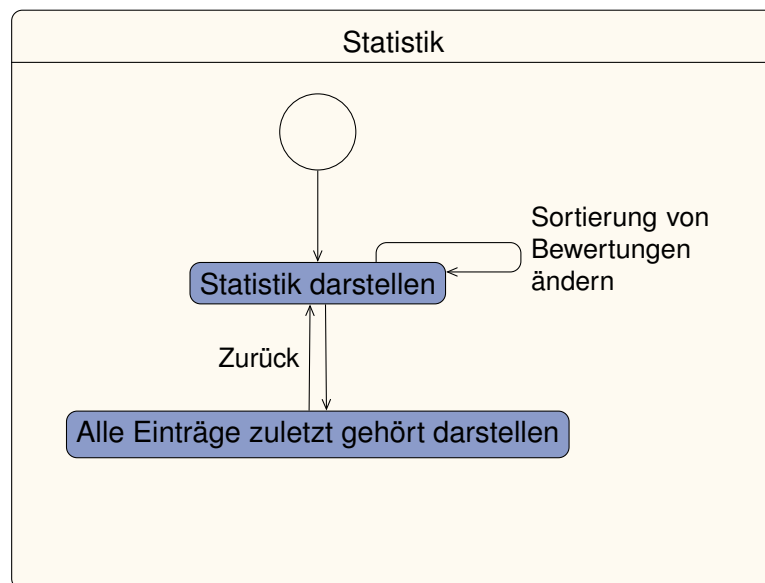 Statistik
Sortierung von
Bewertungen
ändern
Statistik darstellen
Zurück
Alle Einträge zuletzt gehört darstellen